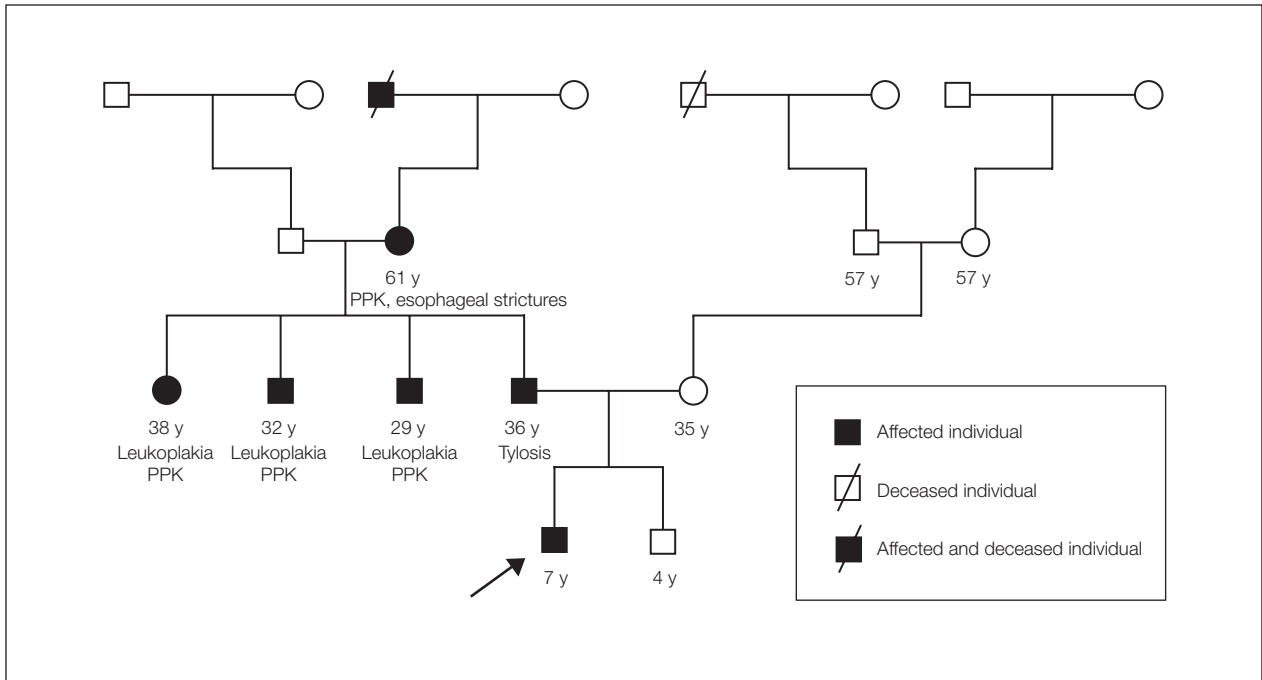 61 y
PPK, esophageal strictures
57 y
57 y
38 y
Leukoplakia
PPK
32 y
Leukoplakia
PPK
29 y
Leukoplakia
PPK
36 y
Tylosis
35 y
7 y
4 y
Affected individual
Deceased individual
Affected and deceased individual